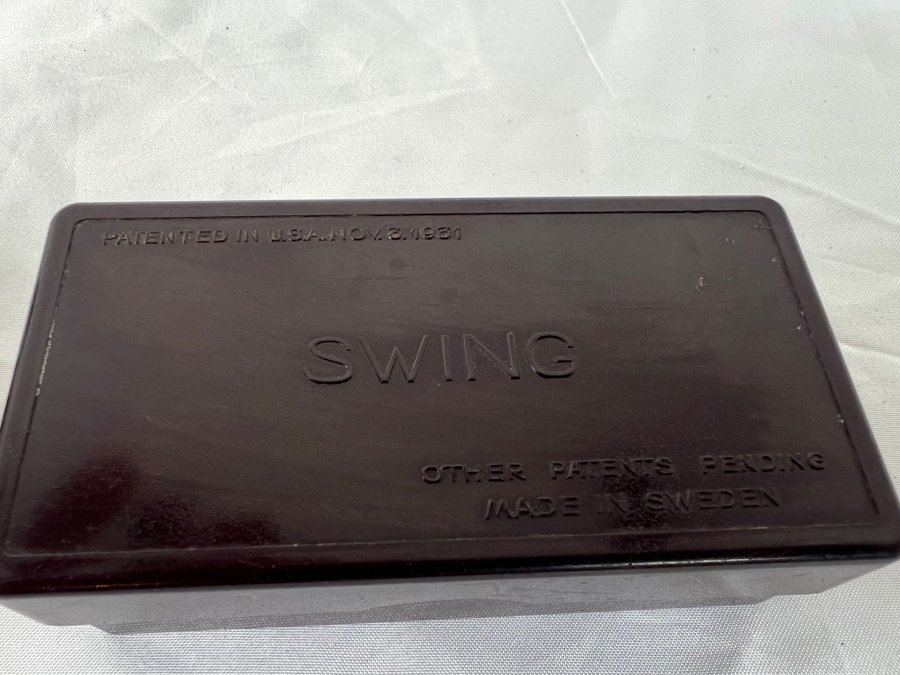 PATENTED IN U.S.A. NOV. 3. 1931
SWING
OTHER PATENTS PENDING
MADE IN SWEDEN